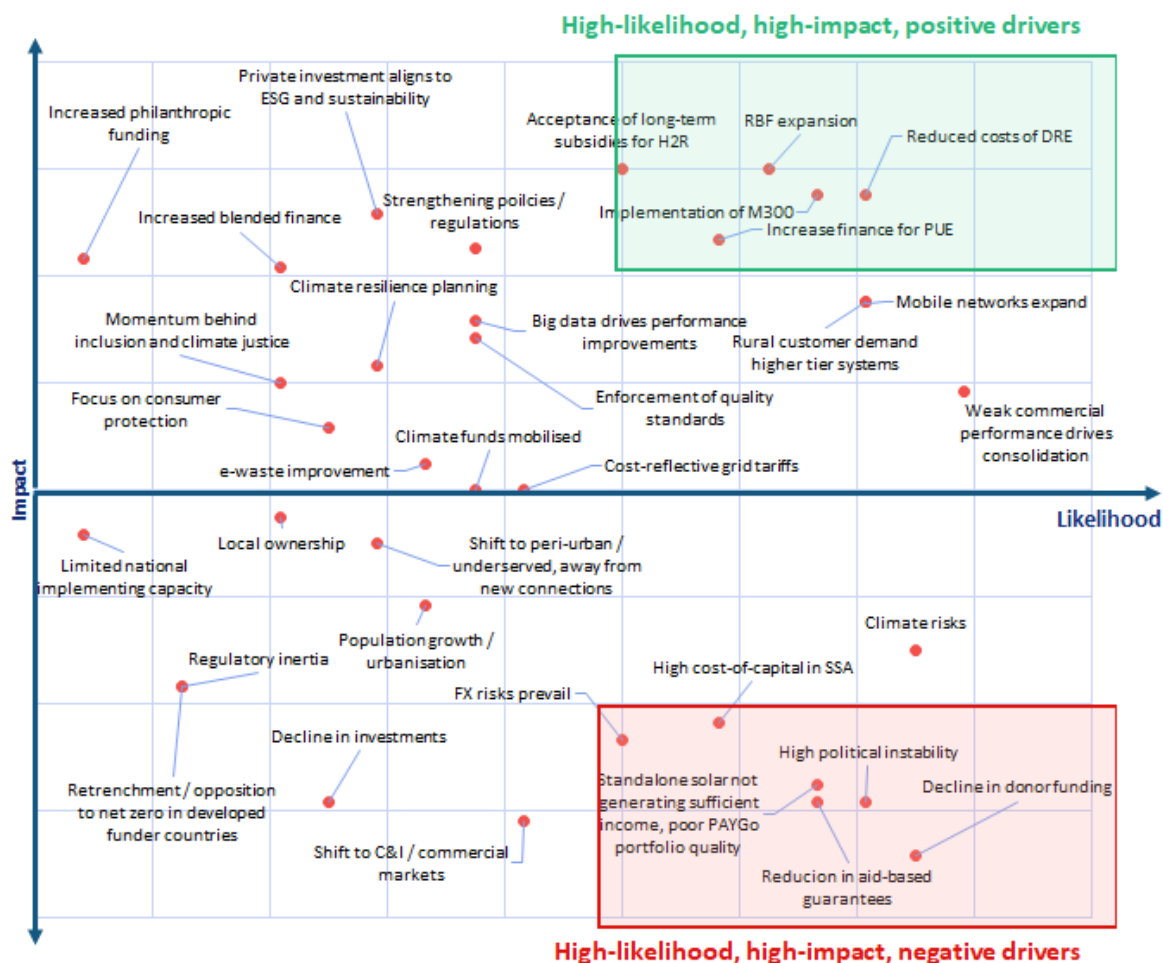 High-likelihood, high-impact, positive drivers
Private investment aligns to
ESG and sustainability
Increased philanthropic
funding
Acceptance of long-term
subsidies for H2R
RBF expansion
Reduced costs of DRE
Strengthening poilcies /
regulations
Increased blended finance
Implementation of M300
Increase finance for PUE
Climate resilience planning
Mobile networks expand
Momentum behind
inclusion and climate justice
Big data drives performance
improvements
Rural customer demand
higher tier systems
Focus on consumer
protection
Enforcement of quality
standards
Weak commercial
performance drives
consolidation
Climate funds mobilised
e-waste improvement
Cost-reflective grid tariffs
Impact
Likelihood
Local ownership
Shift to peri-urban /
underserved, away from
new connections
Limited national
implementing capacity
Climate risks
Population growth /
urbanisation
Regulatory inertia
High cost-of-capital in SSA
FX risks prevail
Decline in investments
High political instability
Retrenchment / opposition
to net zero in developed
funder countries
Standalone solar not
generating sufficient
income, poor PAYGo
portfolio quality
Decline in donor funding
Shift to C&I / commercial
markets
Reducion in aid-based
guarantees
High-likelihood, high-impact, negative drivers